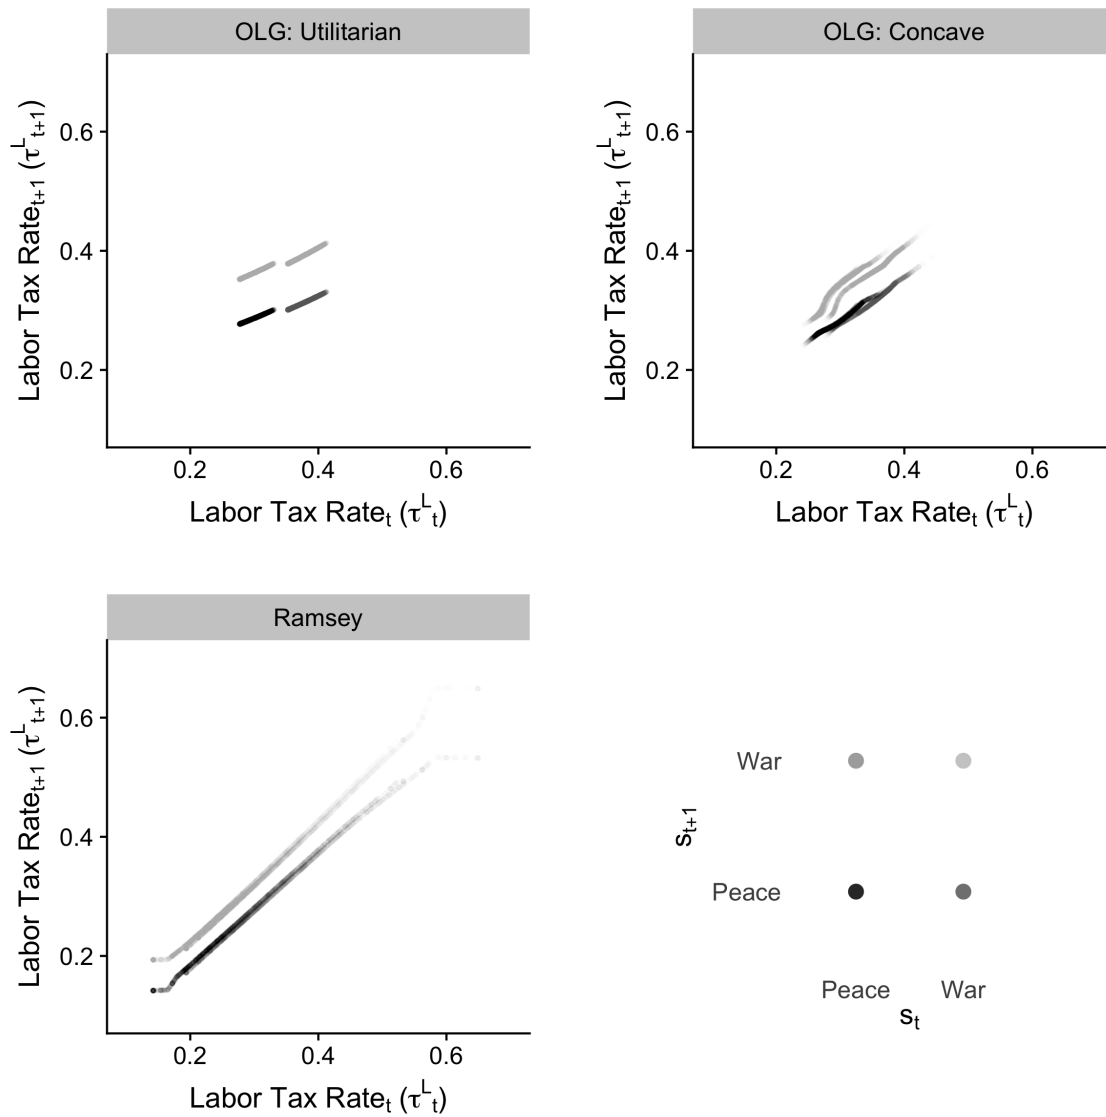 OLG: Utilitarian
Labor Tax Rate_{t+1} (τ^L_{t+1})
0.6
0.4
0.2
0.2 0.4 0.6
Labor Tax Rate_t (τ^L_t)
OLG: Concave
Labor Tax Rate_{t+1} (τ^L_{t+1})
0.6
0.4
0.2
0.2 0.4 0.6
Labor Tax Rate_t (τ^L_t)
Ramsey
Labor Tax Rate_{t+1} (τ^L_{t+1})
0.6
0.4
0.2
0.2 0.4 0.6
Labor Tax Rate_t (τ^L_t)
War
s_{t+1}
Peace
Peace War
s_t